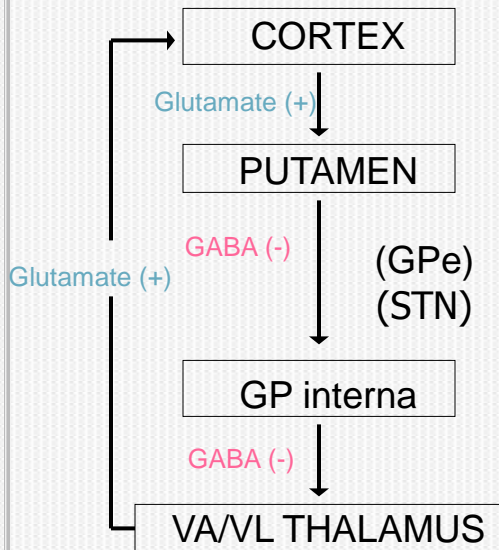 CORTEX
Glutamate (+)
PUTAMEN
GABA (-)
(GPe)
(STN)
Glutamate (+)
GP interna
GABA (-)
VA/VL THALAMUS